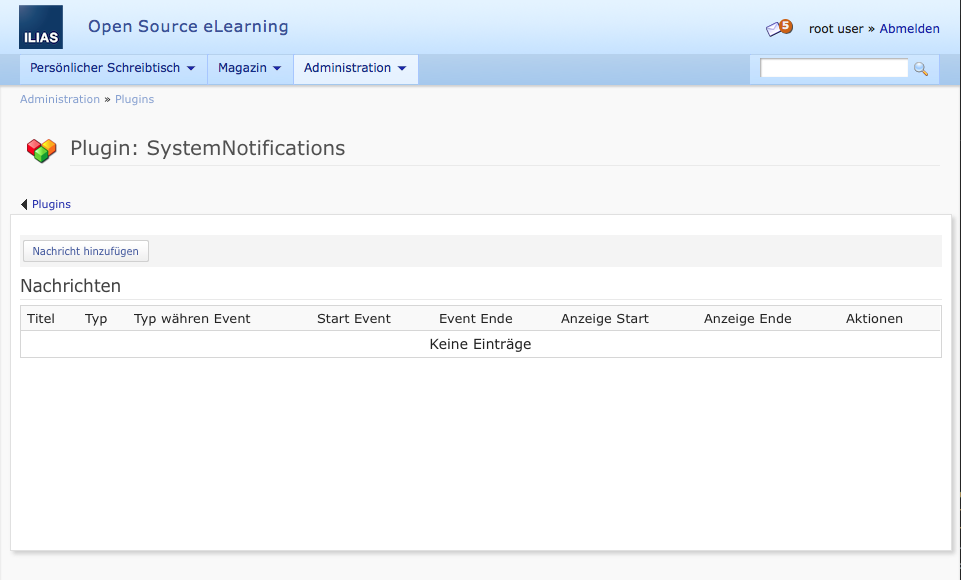 ILIAS
Open Source eLearning
5
root user » Abmelden
Persönlicher Schreibtisch Magazin Administration
Administration » Plugins
Plugin: SystemNotifications
Plugins
Nachricht hinzufügen
Nachrichten
Titel Typ Typ währen Event Start Event Event Ende Anzeige Start Anzeige Ende Aktionen
Keine Einträge